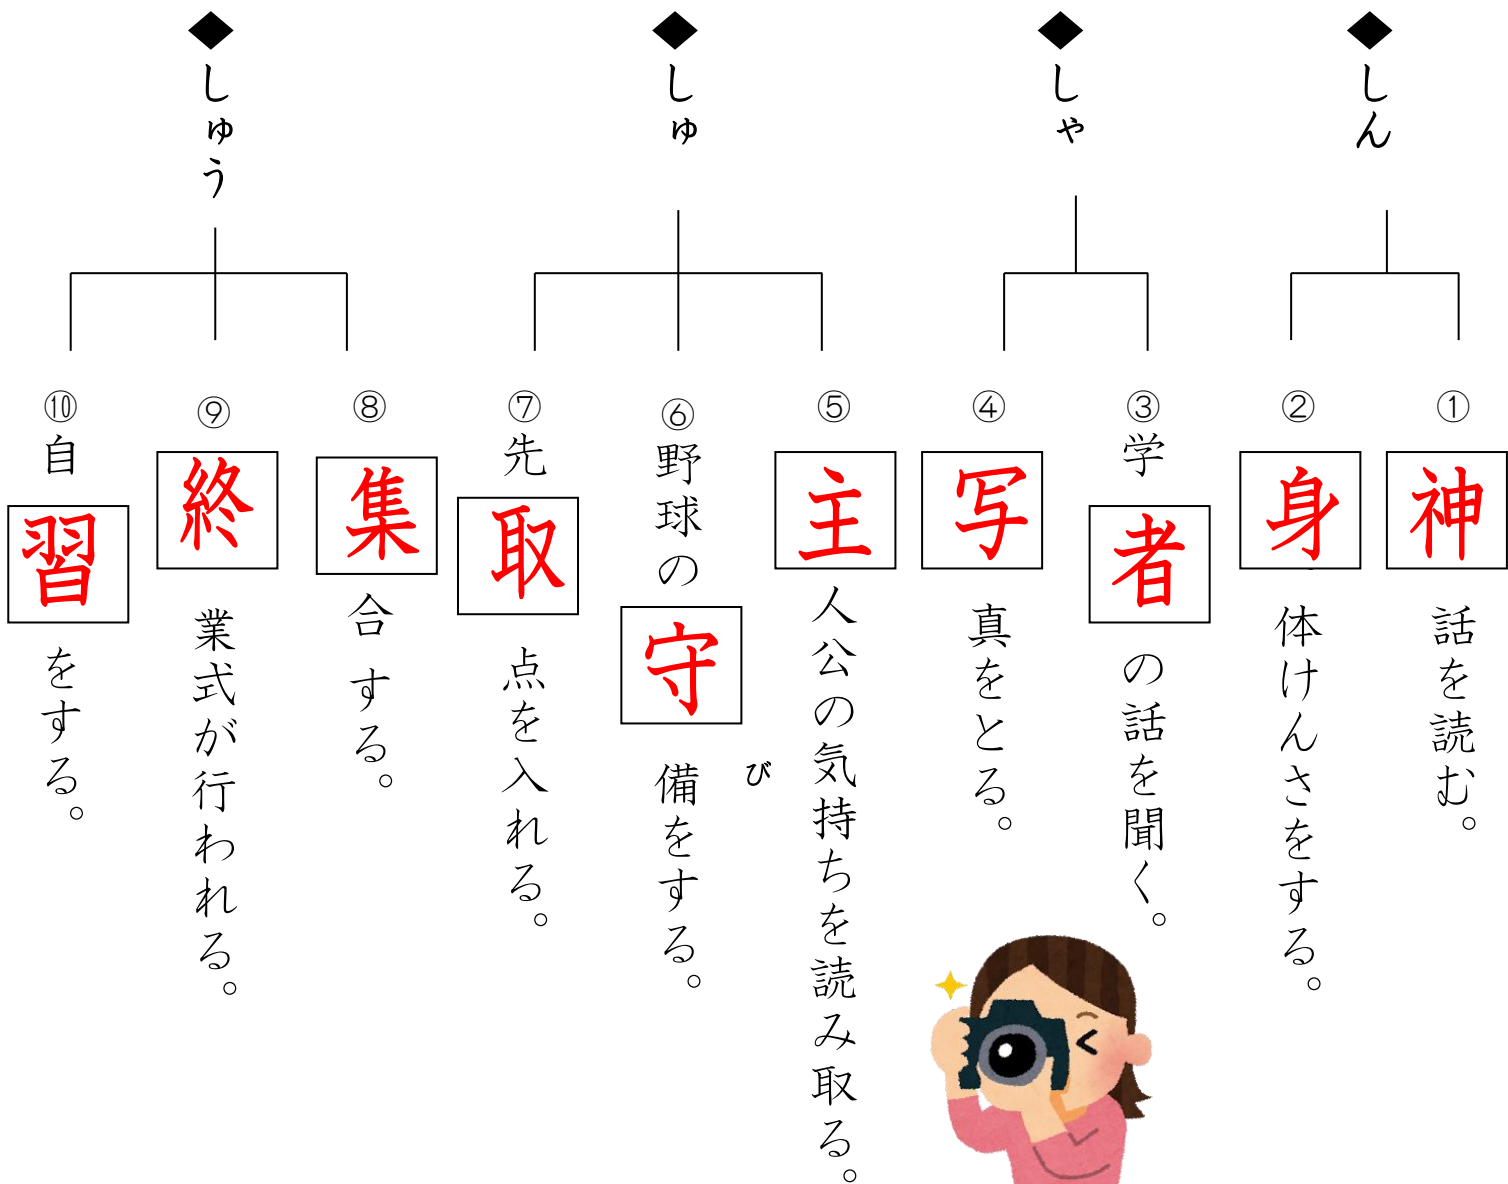 ◆しん
①神話を読む。
②身体けんさをする。
◆しゃ
③学者の話を聞く。
④写真をとる。
◆しゅ
⑤主人公の気持ちを読み取る。
⑥野球の守備をする。
び
⑦先取点を入れる。
◆しゅう
⑧集合する。
⑨終業式が行われる。
⑩自習をする。